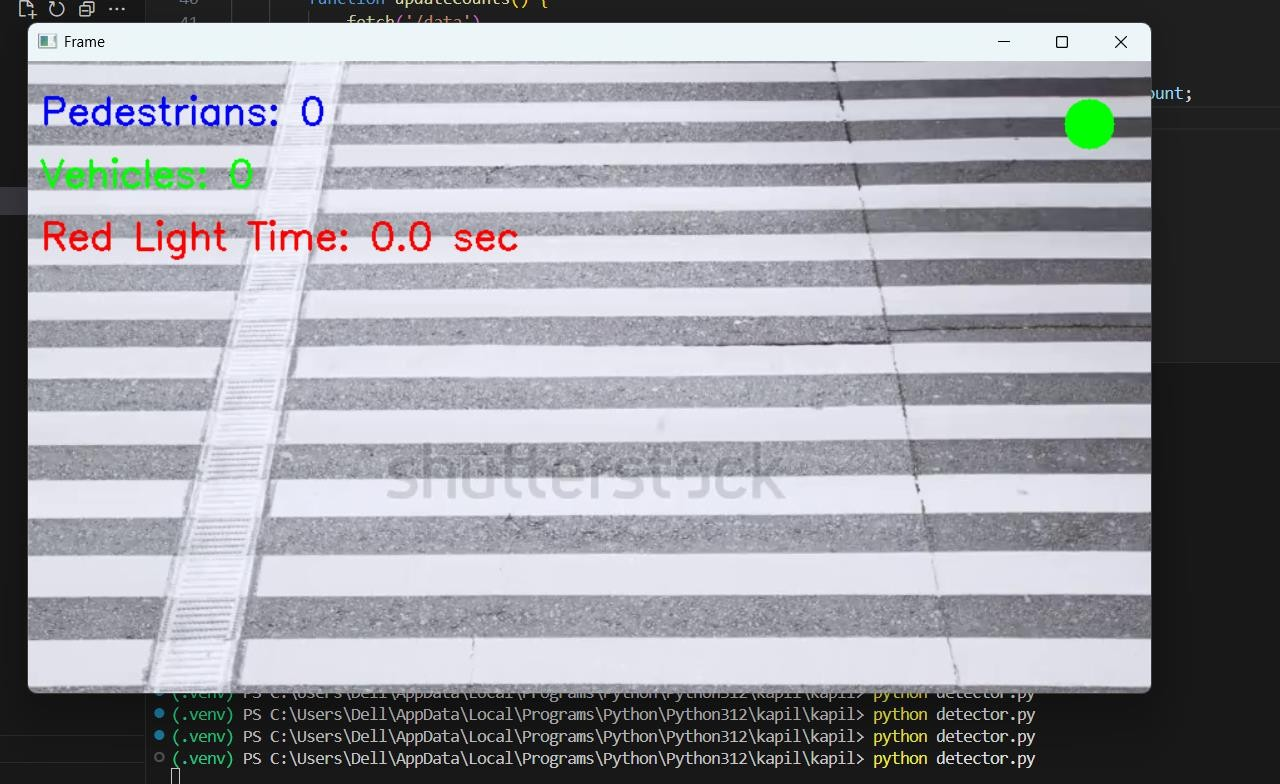 40
function updateCounts() {
41
fetch('/data')
Frame
ount;
Pedestrians: 0
Vehicles: 0
Red Light Time: 0.0 sec
shutterstock
(.venv) PS C:\Users\Dell\AppData\Local\Programs\Python\Python312\kapil\kapil> python detector.py
(.venv) PS C:\Users\Dell\AppData\Local\Programs\Python\Python312\kapil\kapil> python detector.py
(.venv) PS C:\Users\Dell\AppData\Local\Programs\Python\Python312\kapil\kapil> python detector.py
(.venv) PS C:\Users\Dell\AppData\Local\Programs\Python\Python312\kapil\kapil> python detector.py